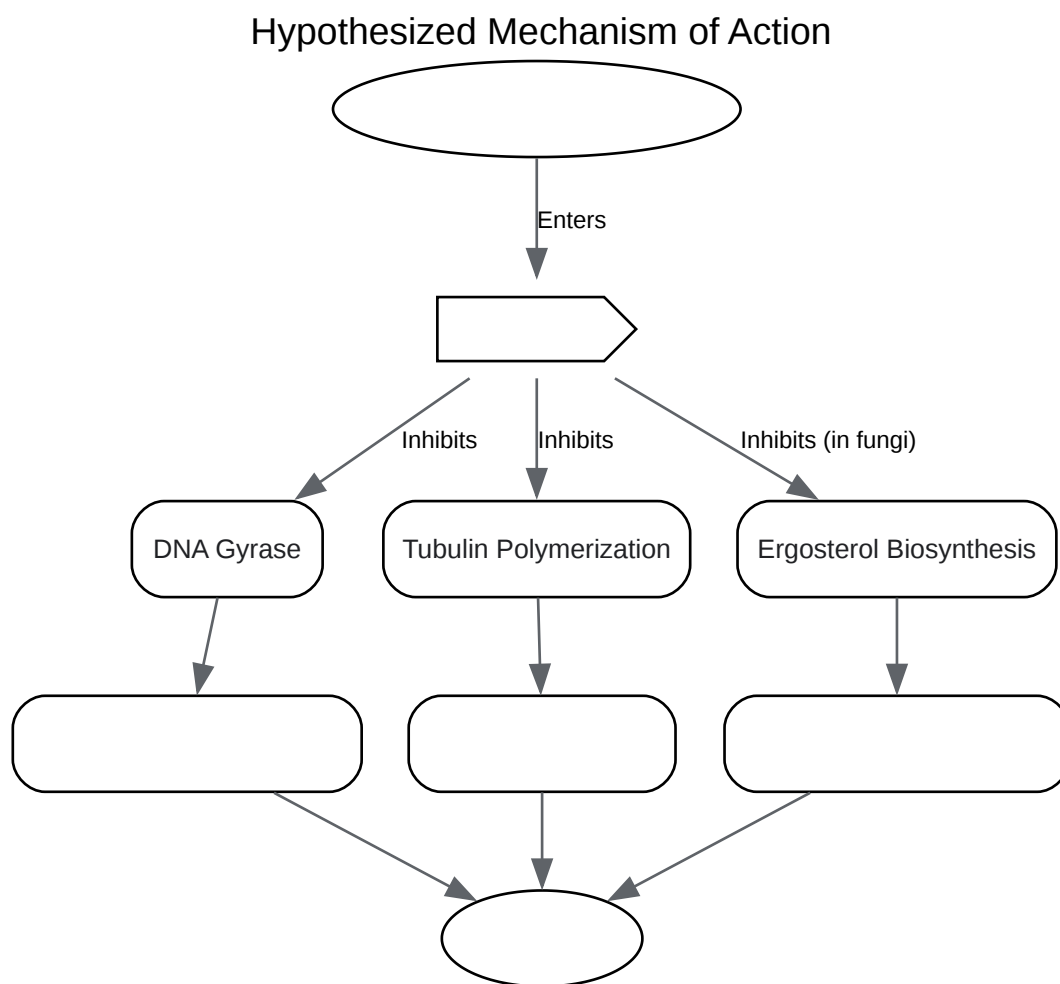 Hypothesized Mechanism of Action
Enters
Inhibits
Inhibits
Inhibits (in fungi)
DNA Gyrase
Tubulin Polymerization
Ergosterol Biosynthesis